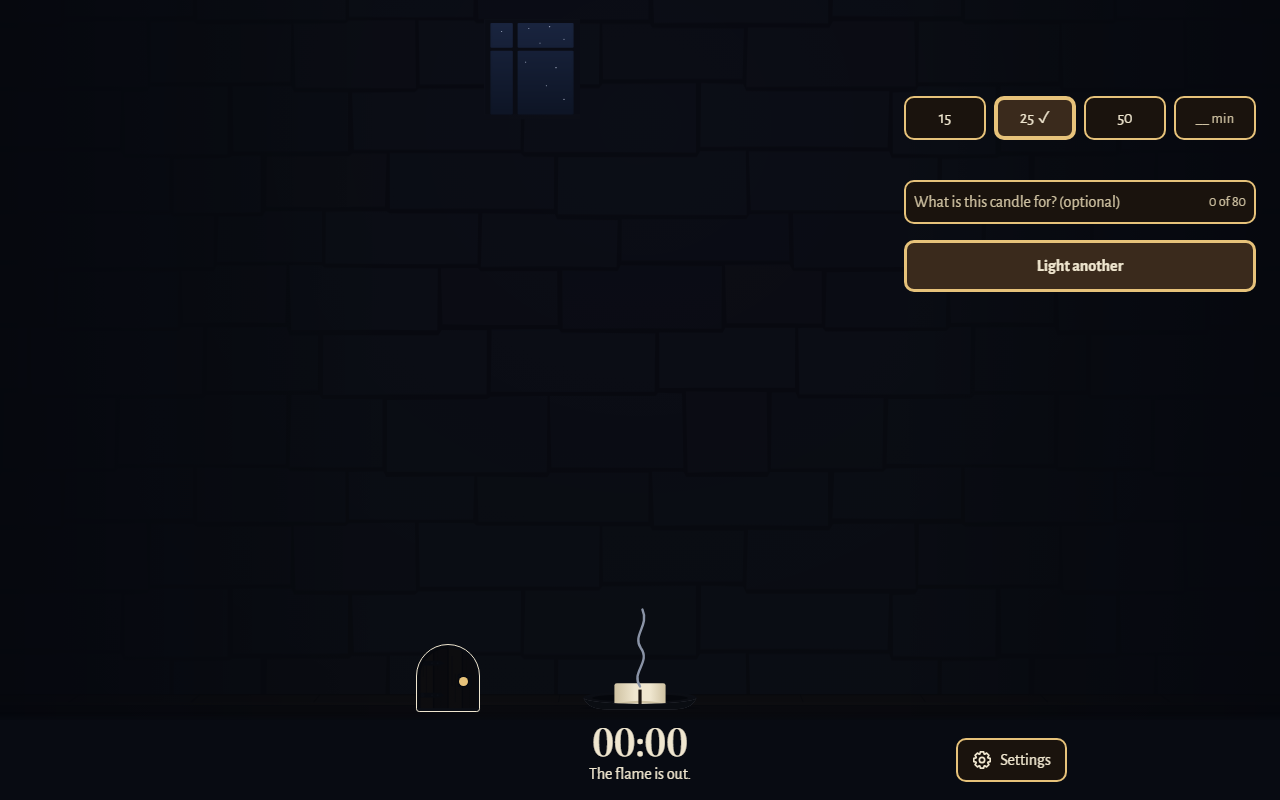 15
25 ✓
50
__ min
What is this candle for? (optional)
0 of 80
Light another
00:00
The flame is out.
Settings